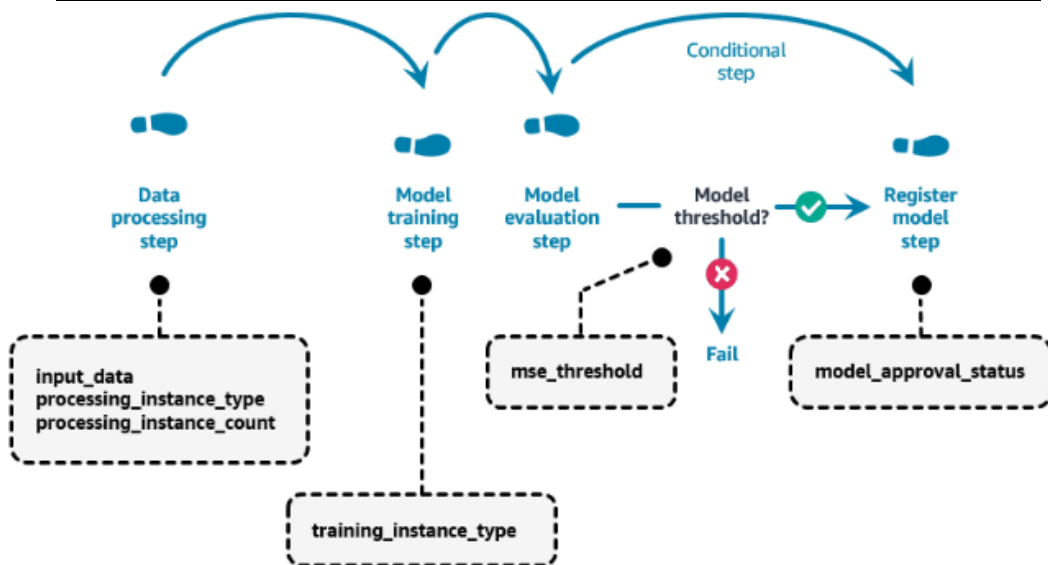 Conditional
step
Data
processing
step
Model
training
step
Model
evaluation
step
Model
threshold?
Register
model
step
Fail
input_data
processing_instance_type
processing_instance_count
mse_threshold
model_approval_status
training_instance_type